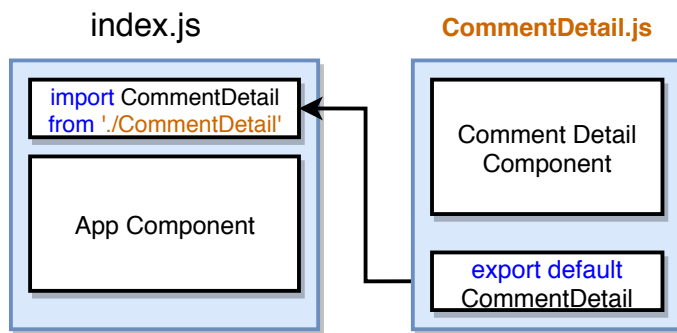 index.js
import CommentDetail
from './CommentDetail'
App Component
CommentDetail.js
Comment Detail
Component
export default
CommentDetail